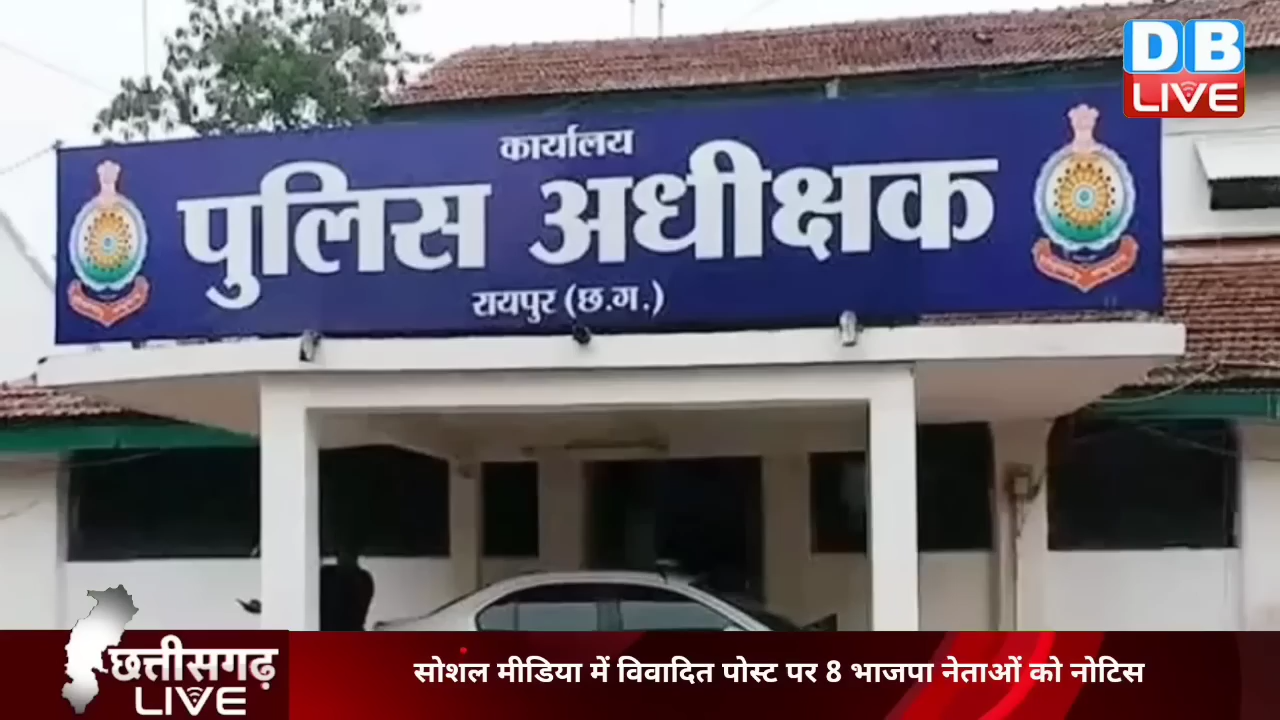 DB
LIVE
कार्यालय
पुलिस अधीक्षक
रायपुर (छ.ग.)
छत्तीसगढ़
LIVE
सोशल मीडिया में विवादित पोस्ट पर 8 भाजपा नेताओं को नोटिस